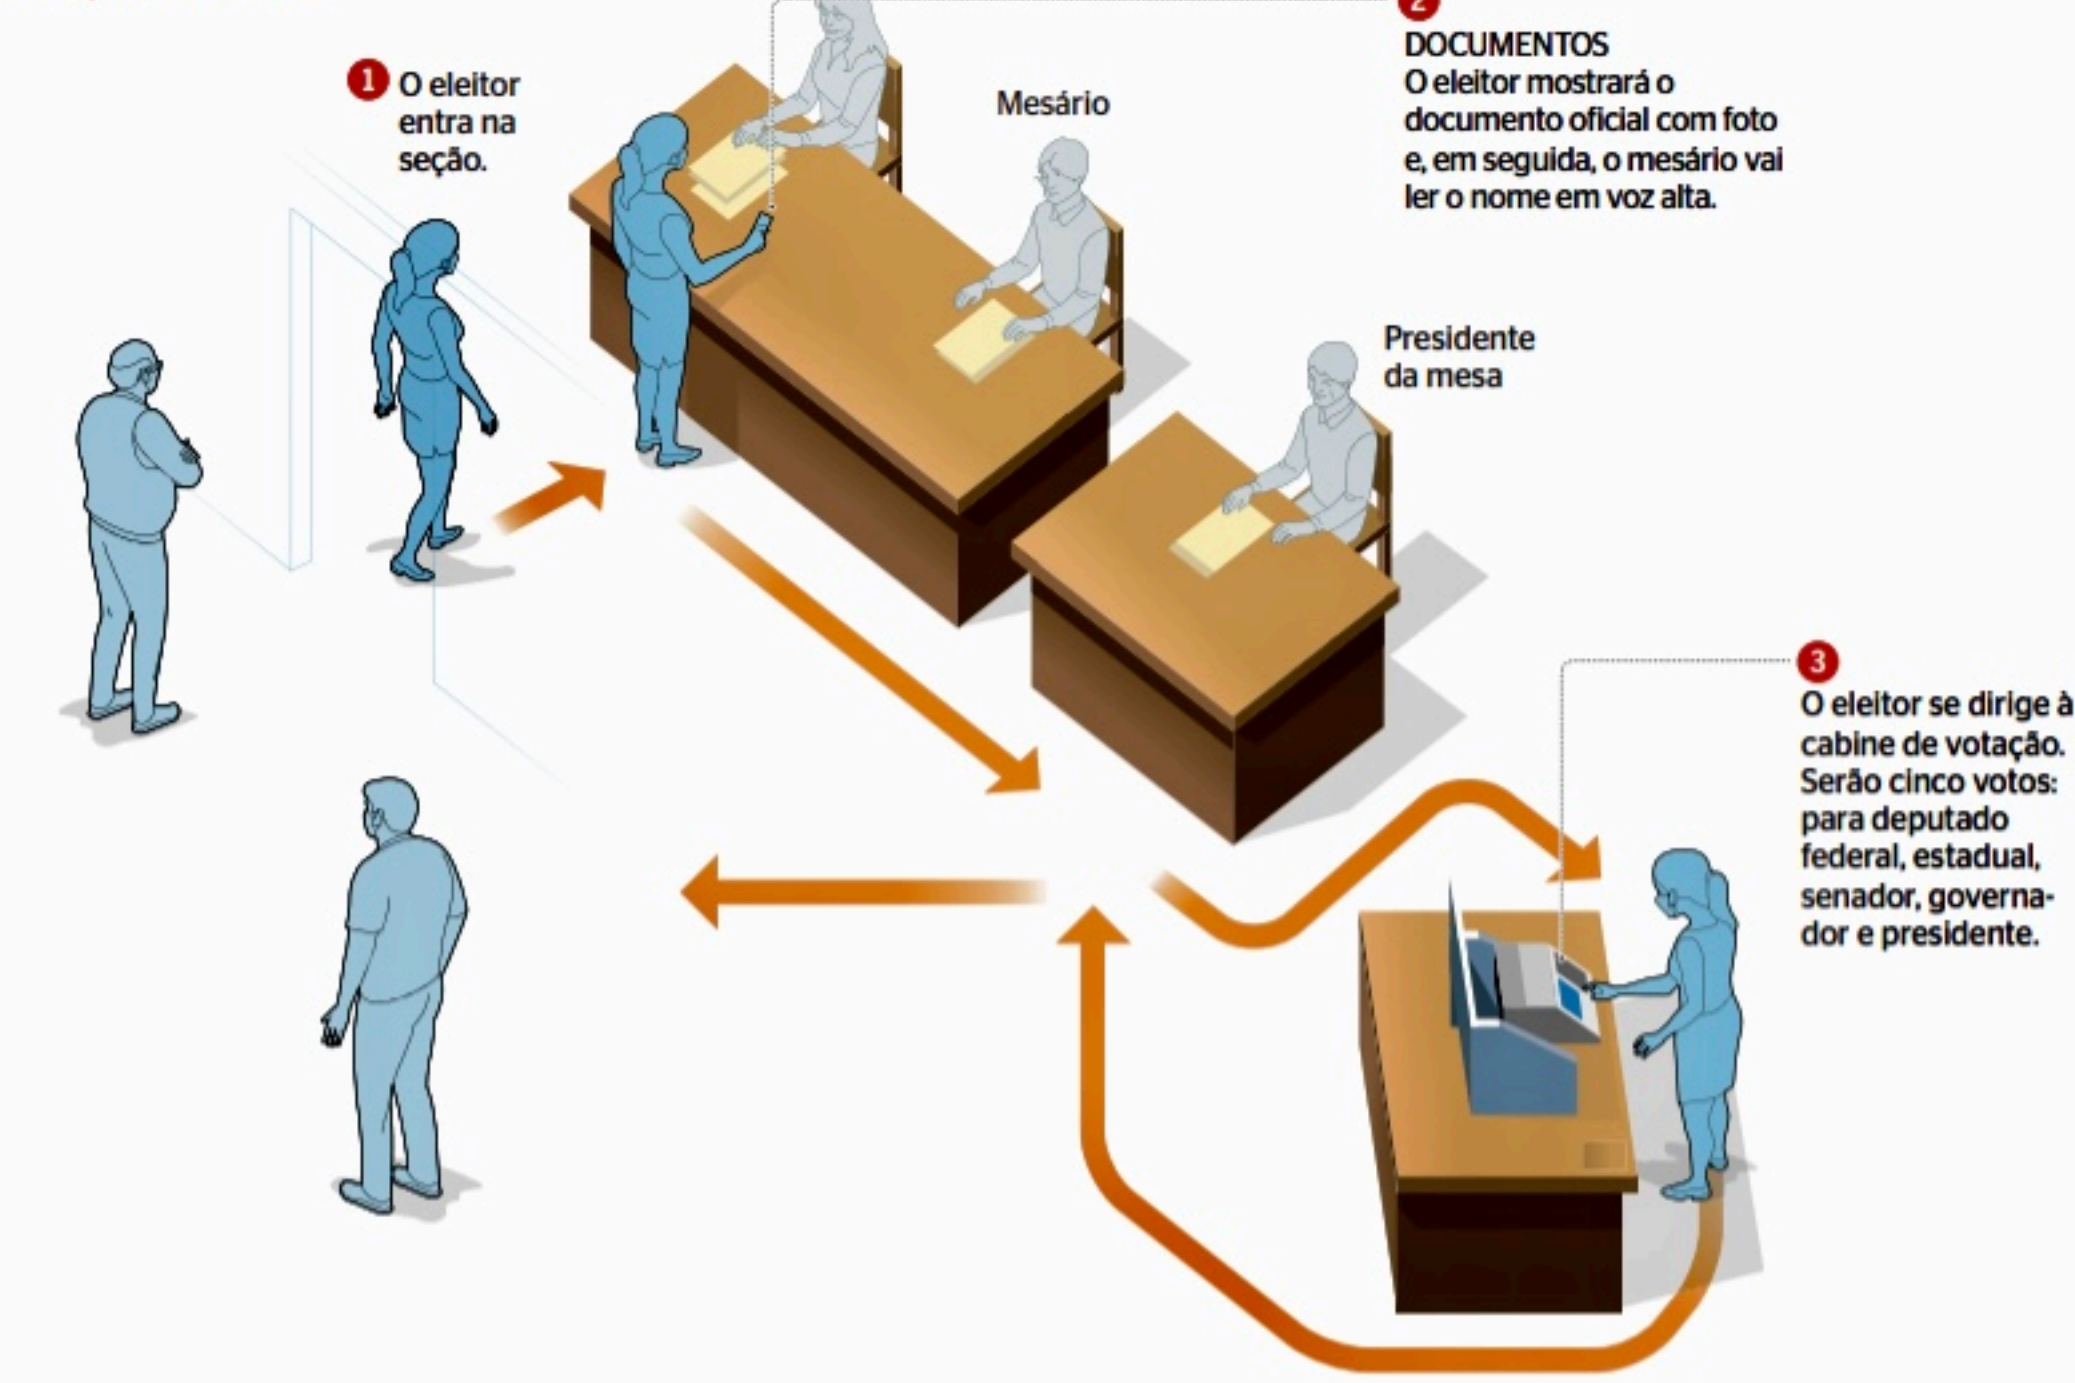 1
O eleitor
entra na
seção.
2
DOCUMENTOS
O eleitor mostrará o
documento oficial com foto
e, em seguida, o mesário vai
ler o nome em voz alta.
Mesário
Presidente
da mesa
3
O eleitor se dirige à
cabine de votação.
Serão cinco votos:
para deputado
federal, estadual,
senador, governa-
dor e presidente.